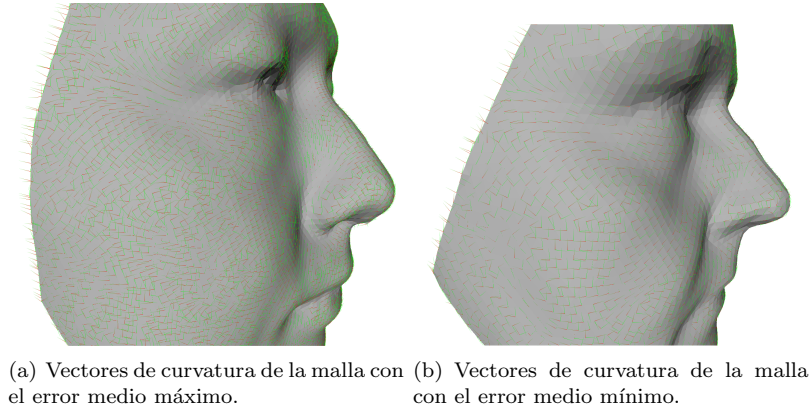 (a) Vectores de curvatura de la malla con
el error medio máximo.
(b) Vectores de curvatura de la malla
con el error medio mínimo.